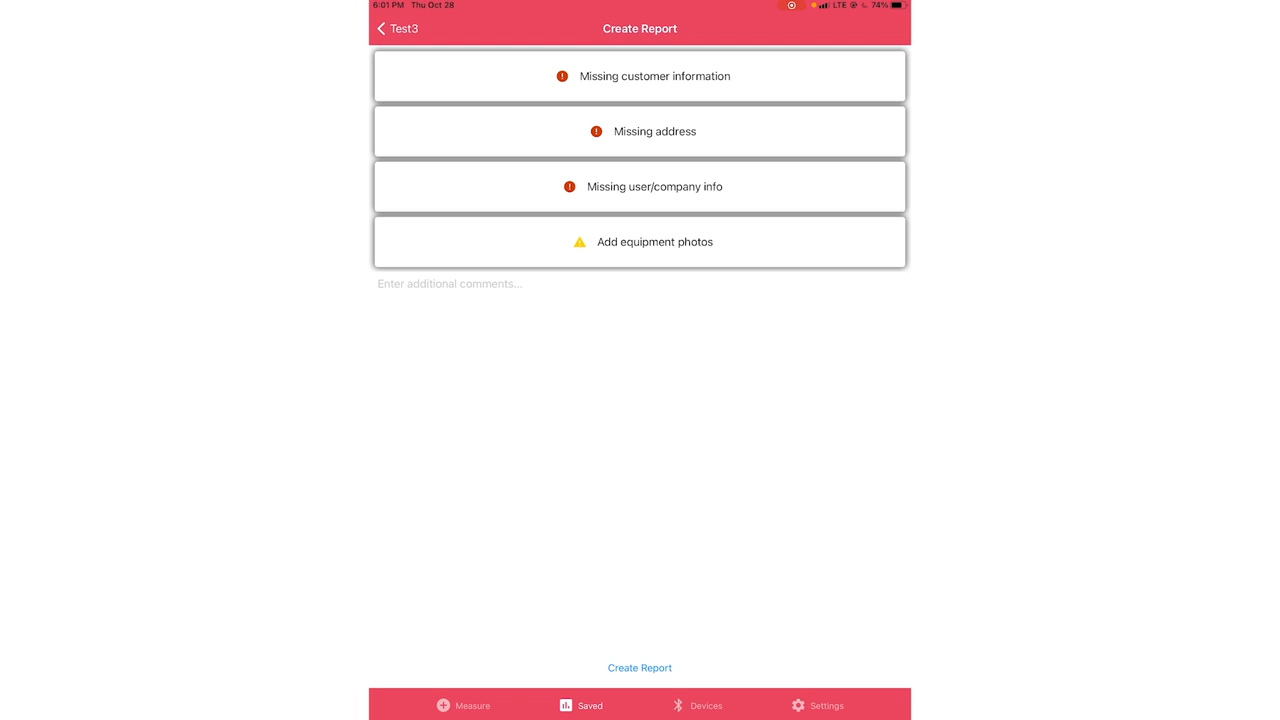 6:01 PM Thu Oct 28 LTE 74%
Test3 Create Report
Missing customer information
Missing address
Missing user/company info
Add equipment photos
Enter additional comments...
Create Report
Measure Saved Devices Settings